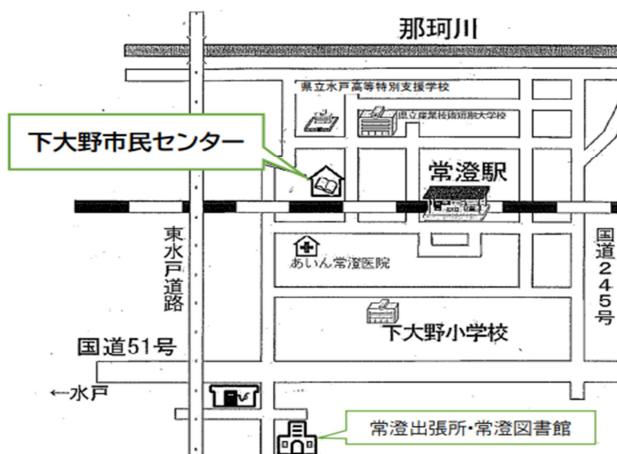 那珂川
県立水戸高等特別支援学校
県立産業技術短期大学校
下大野市民センター
常澄駅
東水戸道路
あいん常澄医院
国道245号
下大野小学校
国道51号
←水戸
常澄出張所・常澄図書館